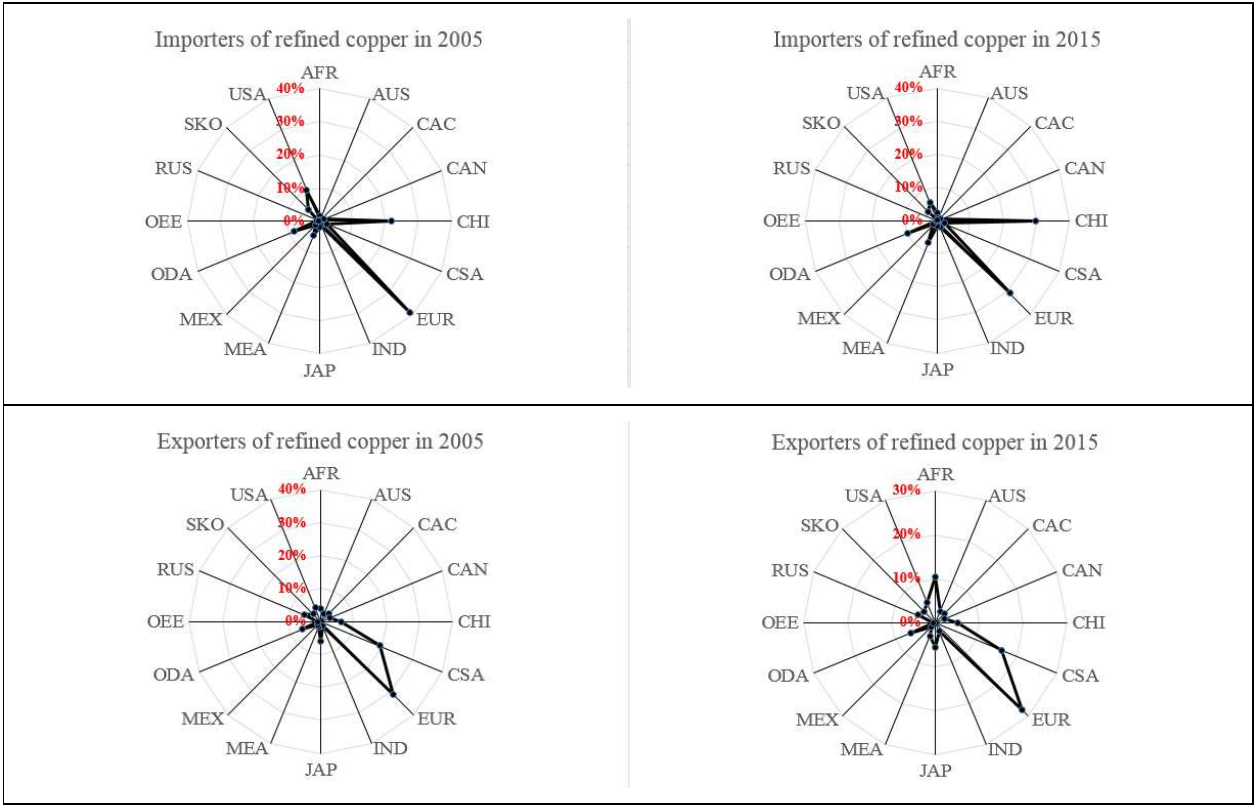 Importers of refined copper in 2005
AFR
AUS
CAC
CAN
CHI
CSA
EUR
IND
JAP
MEA
MEX
ODA
OEE
RUS
SKO
USA
40%
30%
20%
10%
0%
Importers of refined copper in 2015
AFR
AUS
CAC
CAN
CHI
CSA
EUR
IND
JAP
MEA
MEX
ODA
OEE
RUS
SKO
USA
40%
30%
20%
10%
0%
Exporters of refined copper in 2005
AFR
AUS
CAC
CAN
CHI
CSA
EUR
IND
JAP
MEA
MEX
ODA
OEE
RUS
SKO
USA
40%
30%
20%
10%
0%
Exporters of refined copper in 2015
AFR
AUS
CAC
CAN
CHI
CSA
EUR
IND
JAP
MEA
MEX
ODA
OEE
RUS
SKO
USA
30%
20%
10%
0%